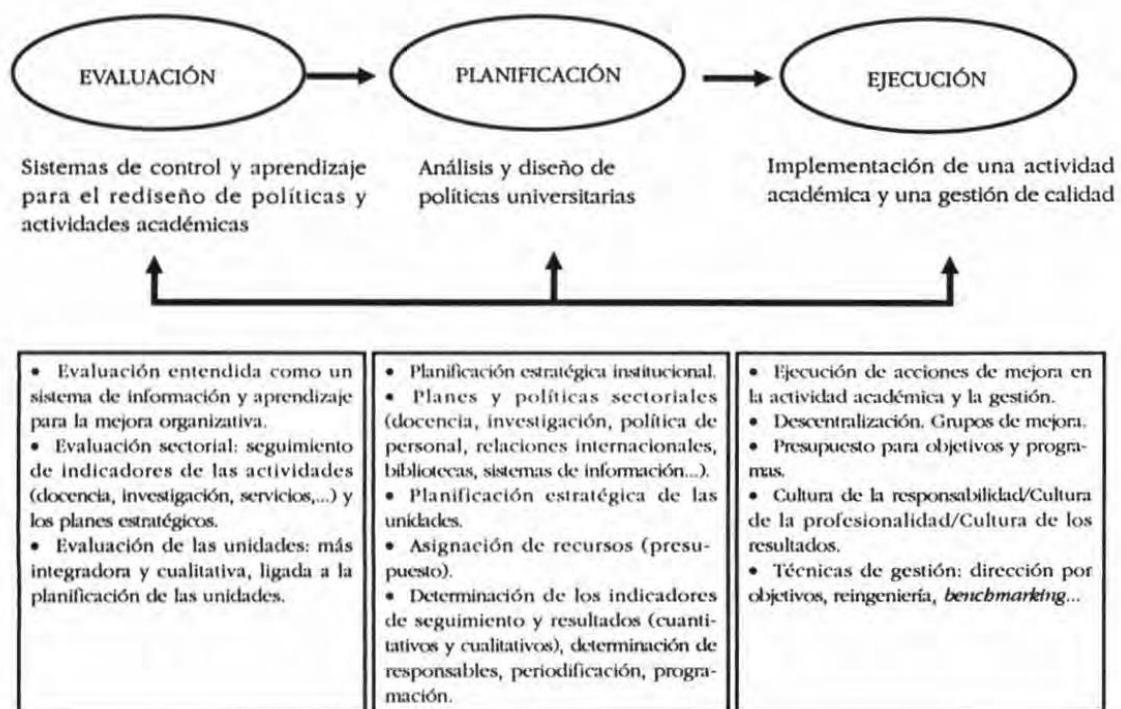 EVALUACIÓN
PLANIFICACIÓN
EJECUCIÓN
Sistemas de control y aprendizaje
para el rediseño de políticas y
actividades académicas
Análisis y diseño de
políticas universitarias
Implementación de una actividad
académica y una gestión de calidad
• Evaluación entendida como un
sistema de información y aprendizaje
para la mejora organizativa.
• Evaluación sectorial: seguimiento
de indicadores de las actividades
(docencia, investigación, servicios,...) y
los planes estratégicos.
• Evaluación de las unidades: más
integradora y cualitativa, ligada a la
planificación de las unidades.
• Planificación estratégica institucional.
• Planes y políticas sectoriales
(docencia, investigación, política de
personal, relaciones internacionales,
bibliotecas, sistemas de información...).
• Planificación estratégica de las
unidades.
• Asignación de recursos (presu-
puesto).
• Determinación de los indicadores
de seguimiento y resultados (cuanti-
tativos y cualitativos), determinación de
responsables, periodificación, progra-
mación.
• Ejecución de acciones de mejora en
la actividad académica y la gestión.
• Descentralización. Grupos de mejora.
• Presupuesto para objetivos y progra-
mas.
• Cultura de la responsabilidad/Cultura
de la profesionalidad/Cultura de los
resultados.
• Técnicas de gestión: dirección por
objetivos, reingeniería, benchmarking...